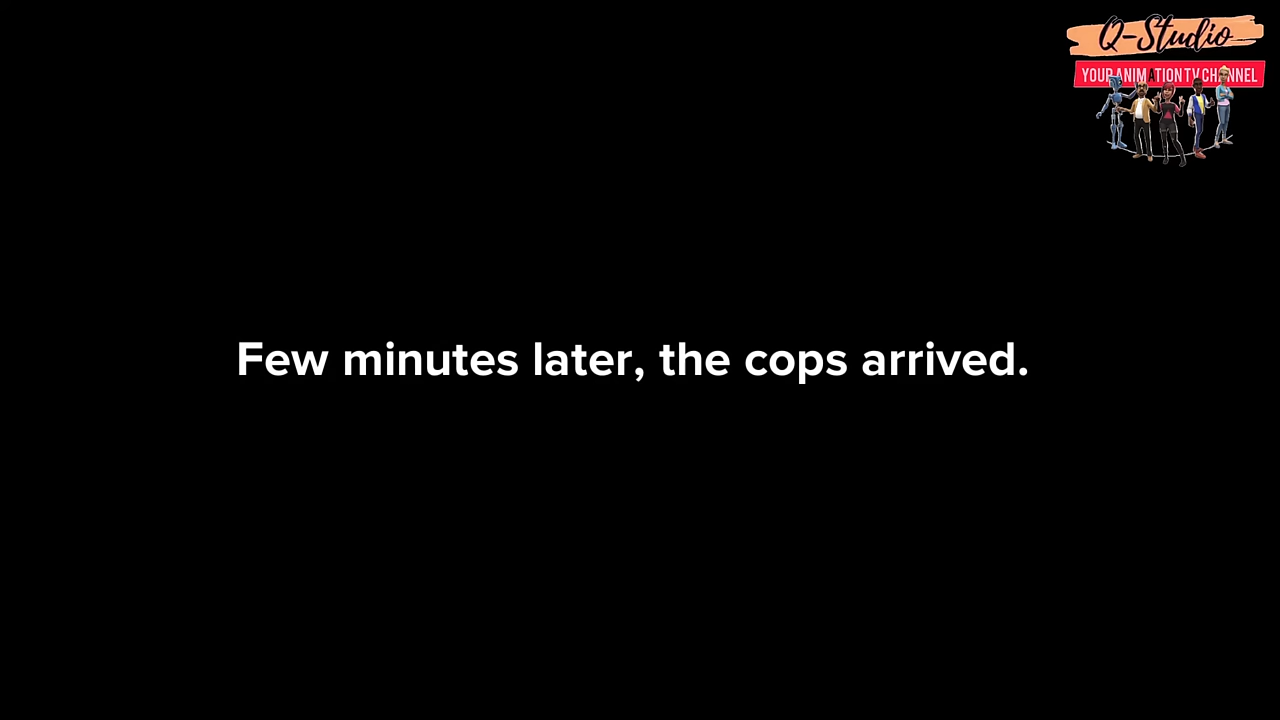 Q-Studio
YOUR ANIMATION TV CHANNEL
Few minutes later, the cops arrived.